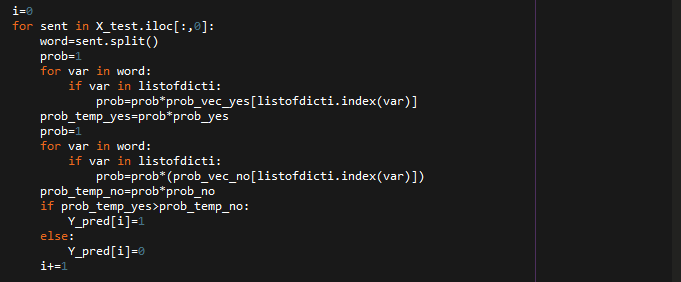 i=0
for sent in X_test.iloc[:,0]:
    word=sent.split()
    prob=1
    for var in word:
        if var in listofdicti:
            prob=prob*prob_vec_yes[listofdicti.index(var)]
    prob_temp_yes=prob*prob_yes
    prob=1
    for var in word:
        if var in listofdicti:
            prob=prob*(prob_vec_no[listofdicti.index(var)])
    prob_temp_no=prob*prob_no
    if prob_temp_yes>prob_temp_no:
        Y_pred[i]=1
    else:
        Y_pred[i]=0
    i+=1